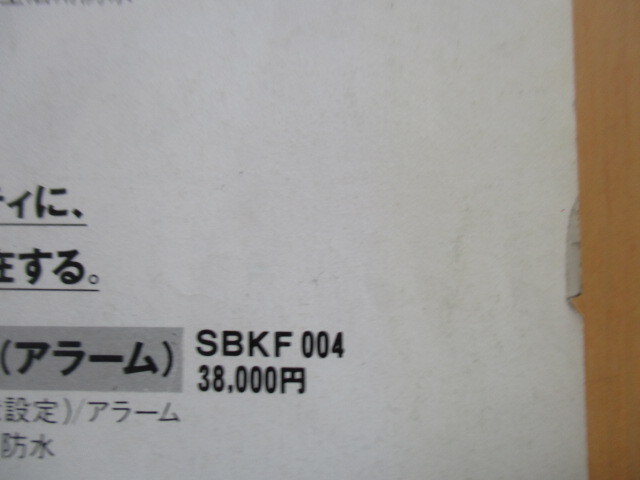 ィに、
在する。
(アラーム) SBKF 004
38,000円
設定)/アラーム
防水